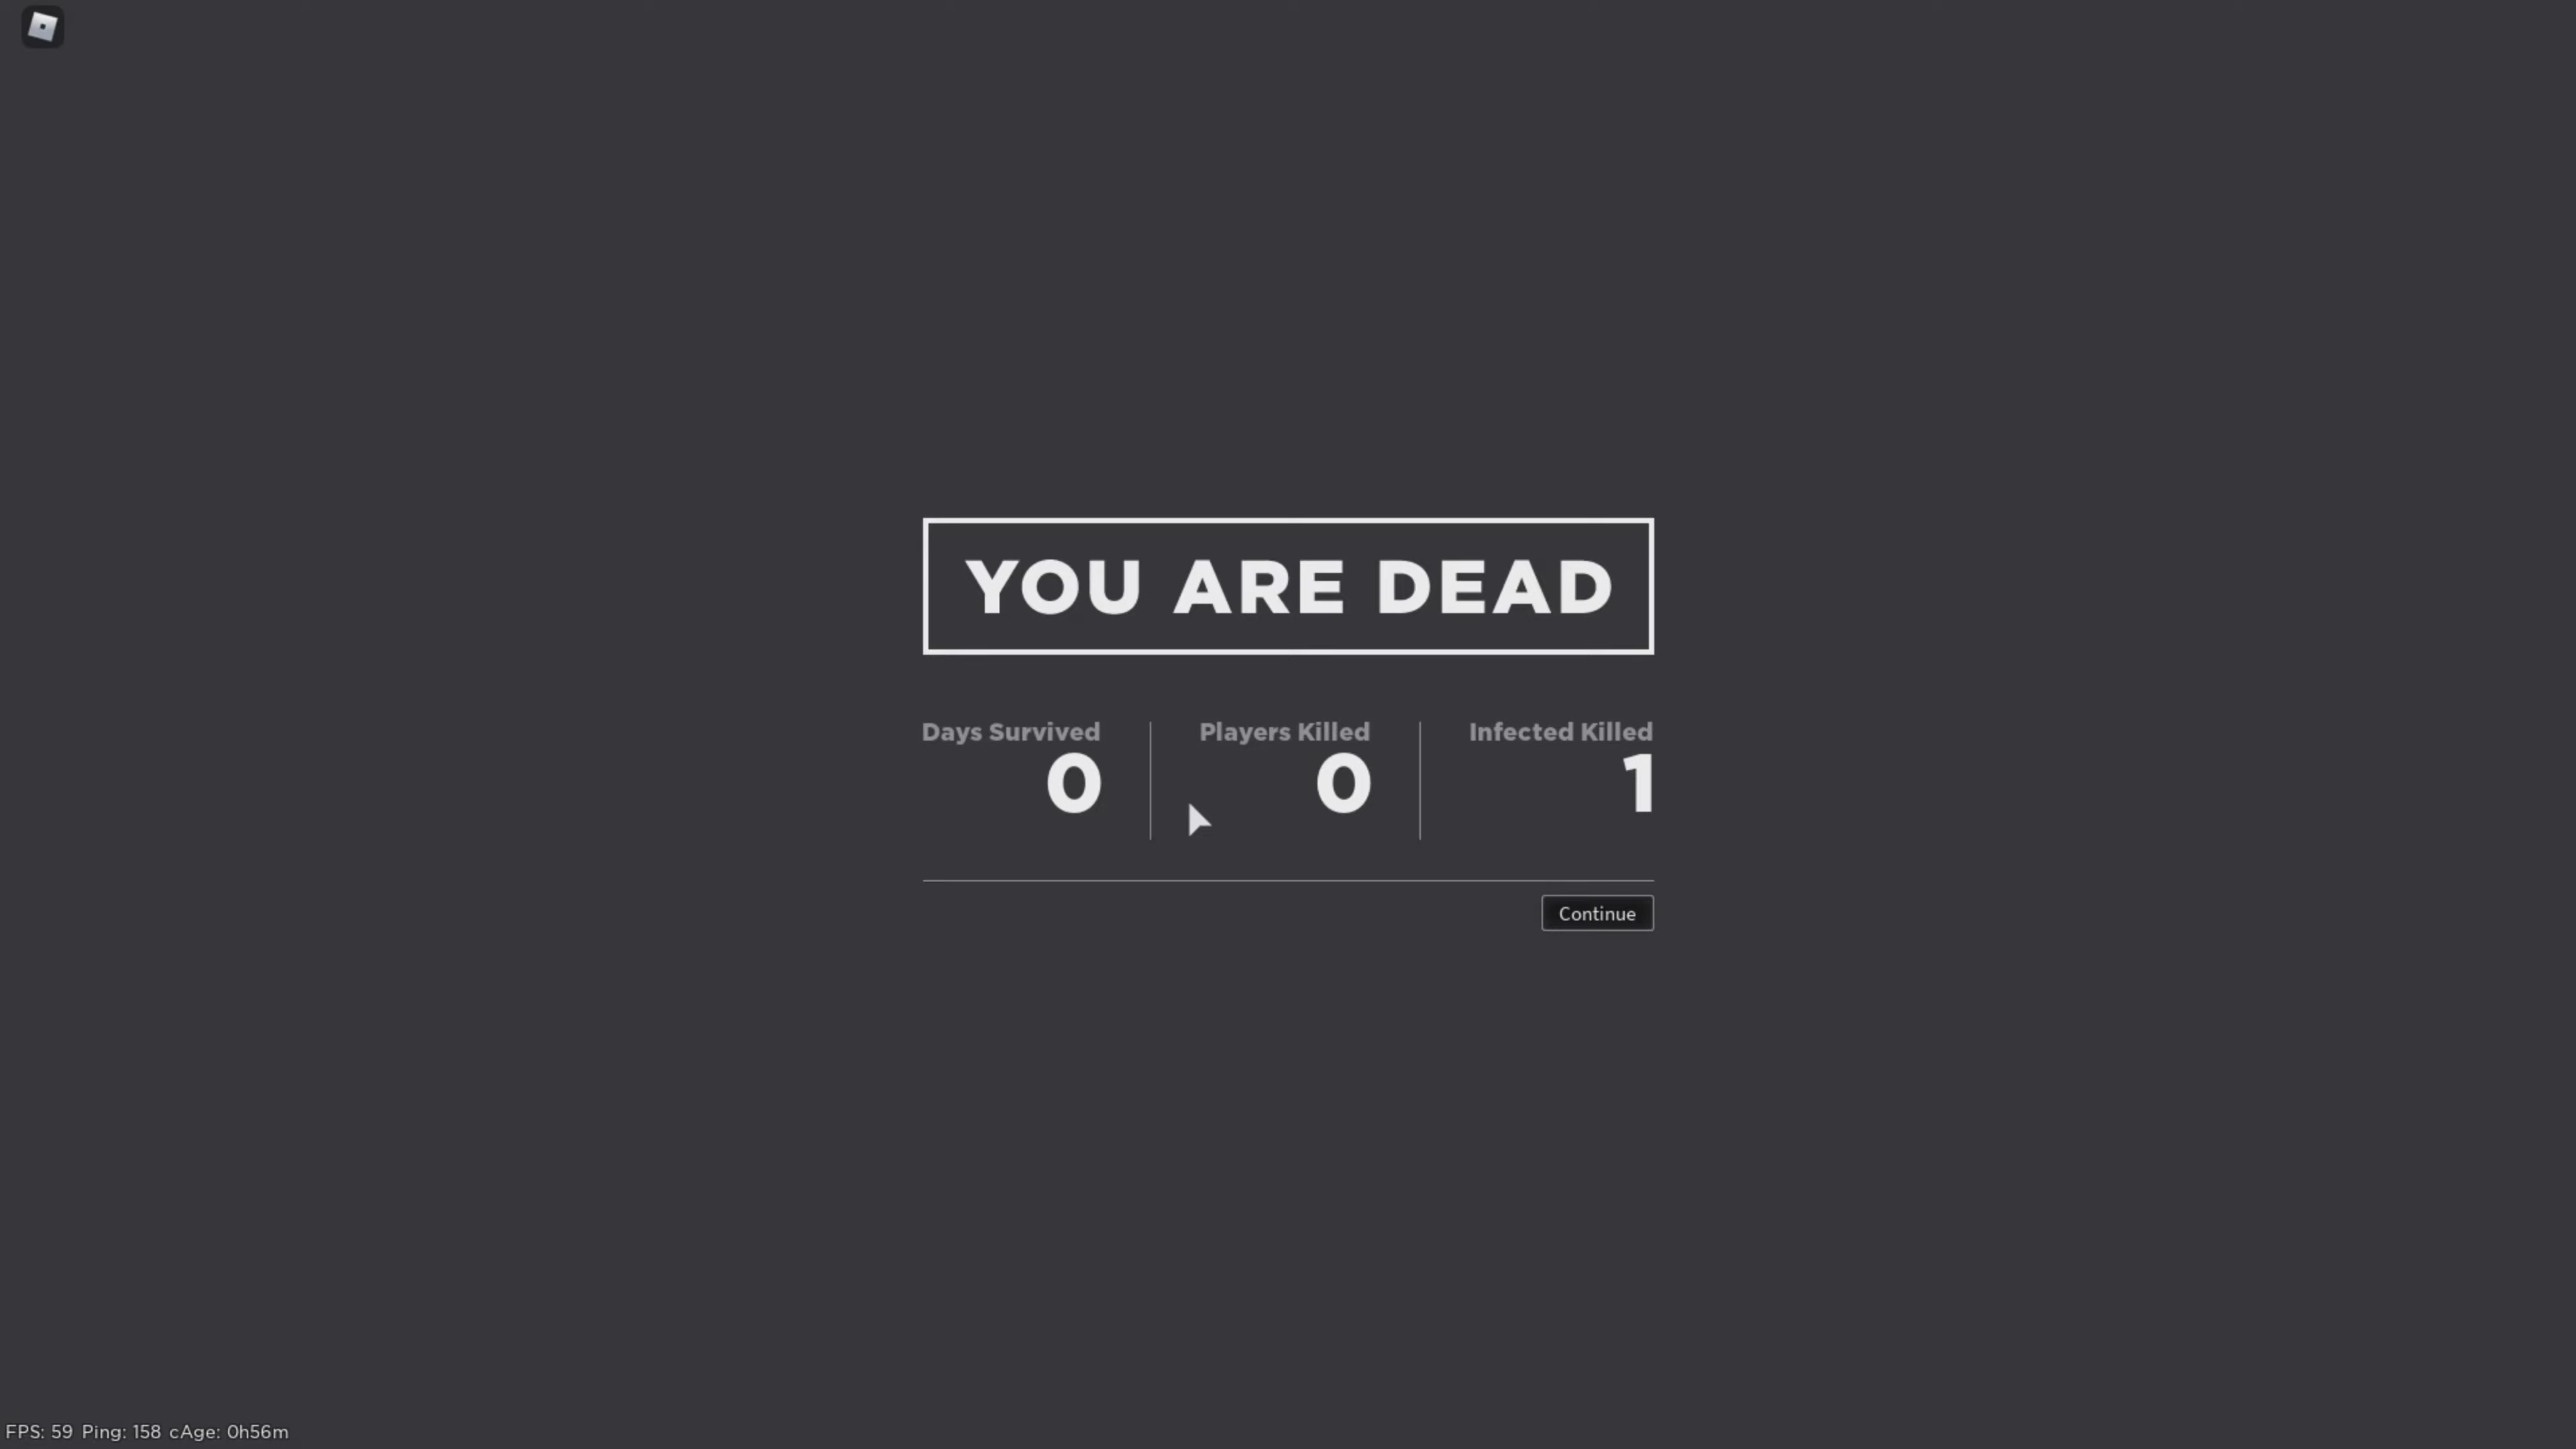 YOU ARE DEAD
Days Survived
0
Players Killed
0
Infected Killed
1
Continue
FPS: 59 Ping: 158 cAge: 0h56m